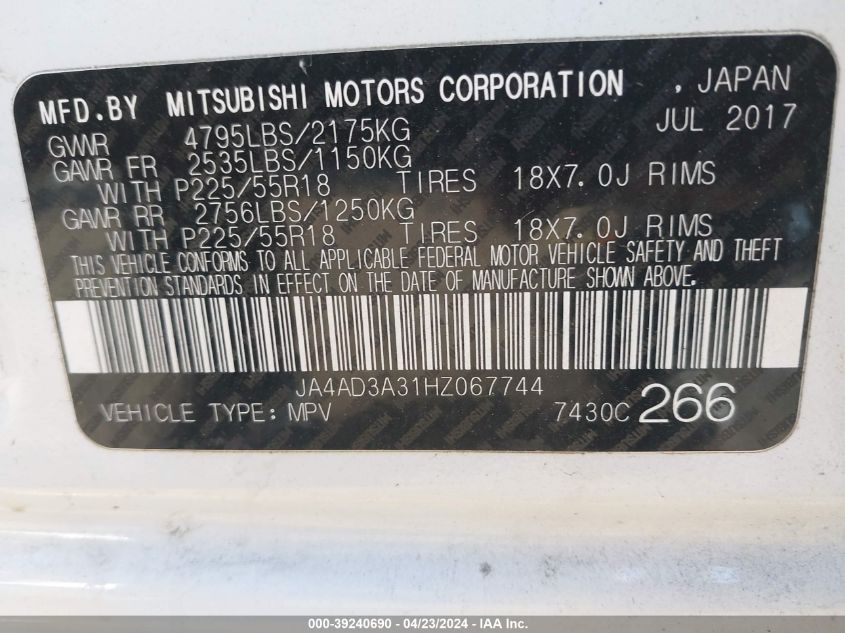 MFD.BY MITSUBISHI MOTORS CORPORATION , JAPAN
GVWR 4795LBS/2175KG JUL 2017
GAWR FR 2535LBS/1150KG
WITH P225/55R18 TIRES 18X7.0J RIMS
GAWR RR 2756LBS/1250KG
WITH P225/55R18 TIRES 18X7.0J RIMS
THIS VEHICLE CONFORMS TO ALL APPLICABLE FEDERAL MOTOR VEHICLE SAFETY AND THEFT
PREVENTION STANDARDS IN EFFECT ON THE DATE OF MANUFACTURE SHOWN ABOVE.
JA4AD3A31HZ067744
VEHICLE TYPE: MPV 7430C 266
000-39240690 - 04/23/2024 - IAA Inc.